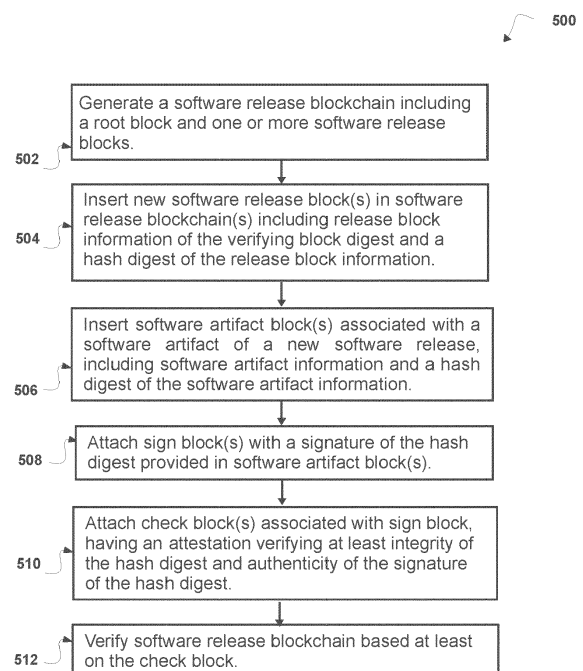 500
Generate a software release blockchain including
a root block and one or more software release
blocks.
502
Insert new software release block(s) in software
release blockchain(s) including release block
information of the verifying block digest and a
hash digest of the release block information.
504
Insert software artifact block(s) associated with a
software artifact of a new software release,
including software artifact information and a hash
digest of the software artifact information.
506
Attach sign block(s) with a signature of the hash
digest provided in software artifact block(s).
508
Attach check block(s) associated with sign block,
having an attestation verifying at least integrity of
the hash digest and authenticity of the signature
of the hash digest.
510
Verify software release blockchain based at least
on the check block.
512